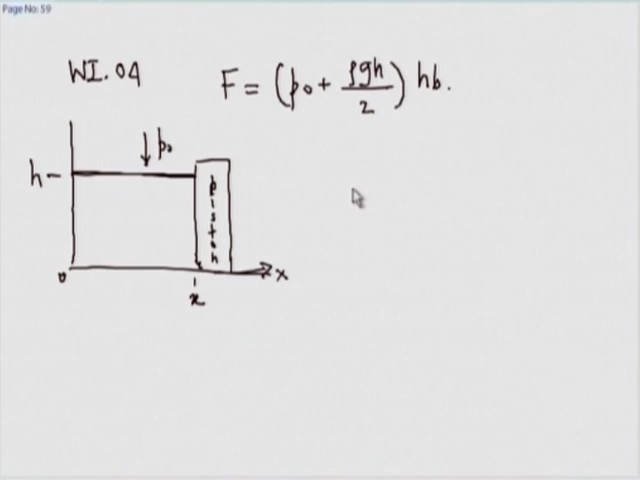 Page No: 59
WI.04 F = (p₀ + ρgh/2) hb.
↓ p₀
h
piston
0 x
x